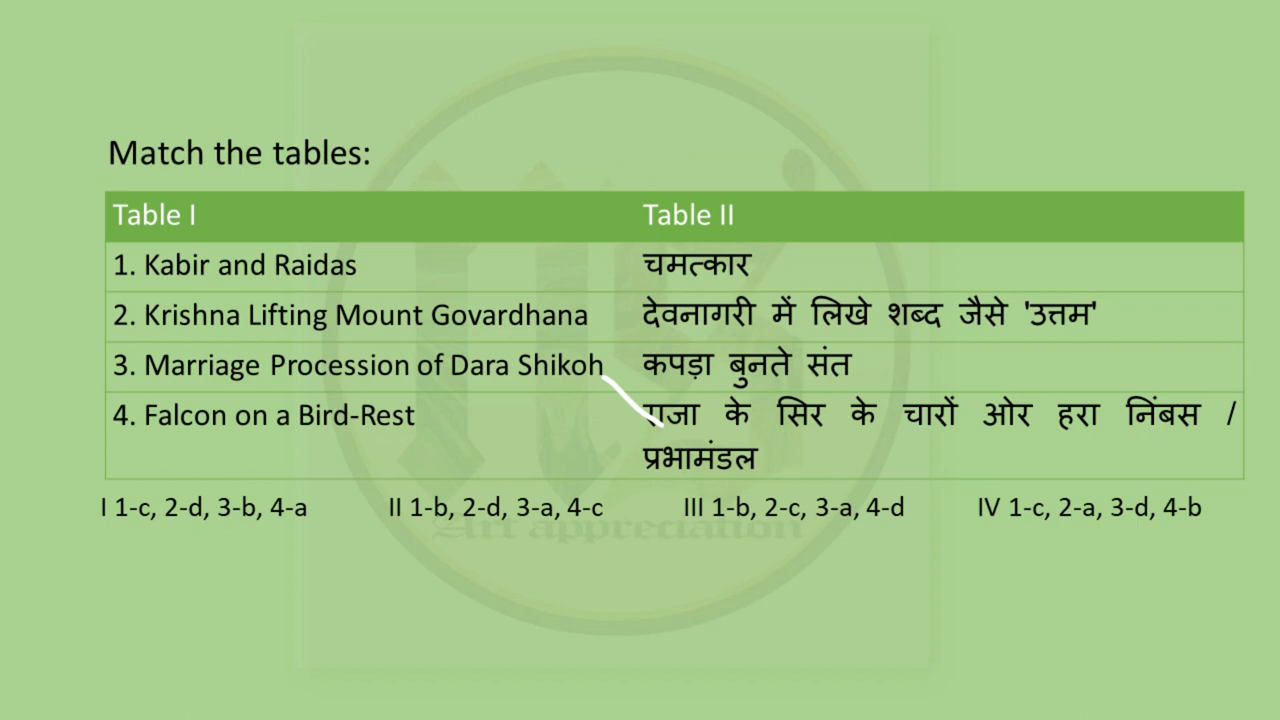 Match the tables:
Table I Table II
1. Kabir and Raidas चमत्कार
2. Krishna Lifting Mount Govardhana देवनागरी में लिखे शब्द जैसे 'उत्तम'
3. Marriage Procession of Dara Shikoh कपड़ा बुनते संत
4. Falcon on a Bird-Rest राजा के सिर के चारों ओर हरा निंबस /
प्रभामंडल
I 1-c, 2-d, 3-b, 4-a II 1-b, 2-d, 3-a, 4-c III 1-b, 2-c, 3-a, 4-d IV 1-c, 2-a, 3-d, 4-b
Art appreciation